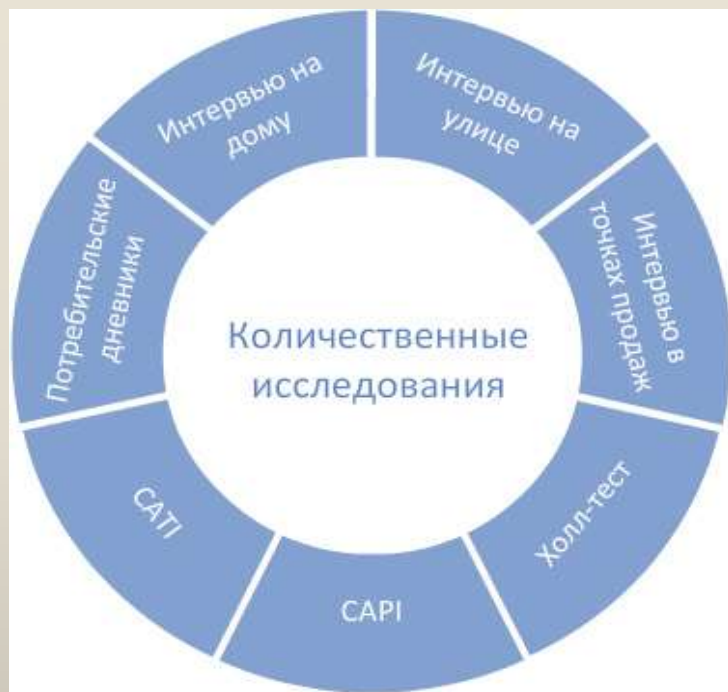 Интервью на
дому
Интервью на
улице
Интервью в
точках продаж
Холл-тест
CAPI
CATI
Потребительские
дневники
Количественные
исследования